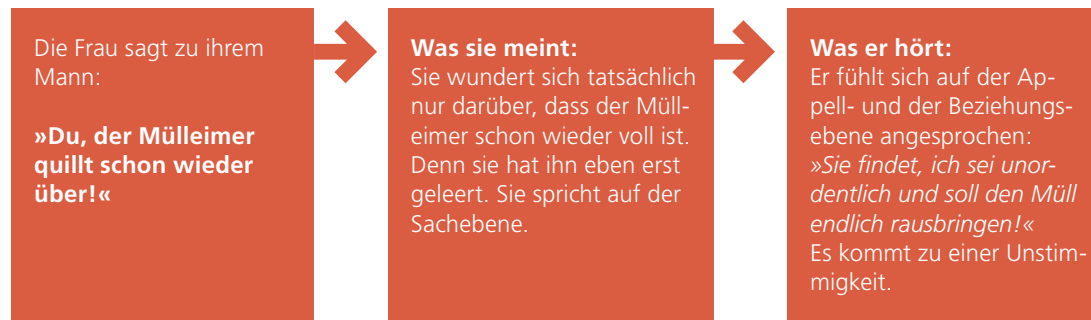 Die Frau sagt zu ihrem
Mann:
»Du, der Mülleimer
quillt schon wieder
über!«
Was sie meint:
Sie wundert sich tatsächlich
nur darüber, dass der Müll-
eimer schon wieder voll ist.
Denn sie hat ihn eben erst
geleert. Sie spricht auf der
Sachebene.
Was er hört:
Er fühlt sich auf der Ap-
pell- und der Beziehungs-
ebene angesprochen:
»Sie findet, ich sei unor-
dentlich und soll den Müll
endlich rausbringen!«
Es kommt zu einer Unstim-
migkeit.